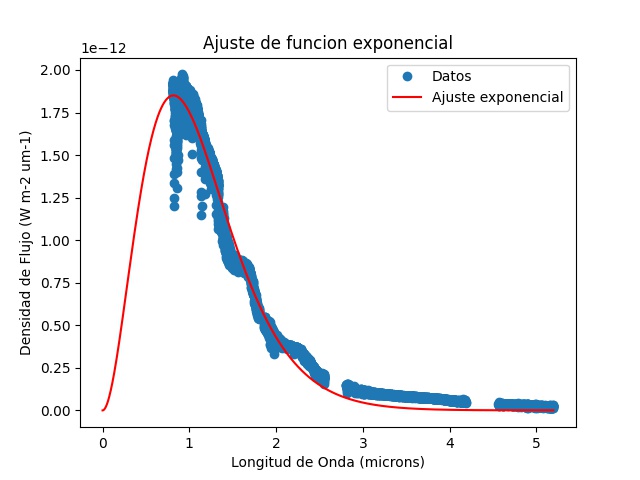 Ajuste de funcion exponencial
1e−12
Datos
Ajuste exponencial
2.00
1.75
1.50
1.25
1.00
0.75
0.50
0.25
0.00
Densidad de Flujo (W m-2 um-1)
0 1 2 3 4 5
Longitud de Onda (microns)